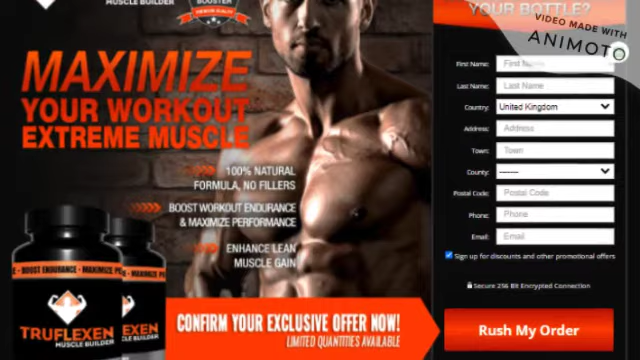 MUSCLE BUILDER
BOOSTER
PREMIUM QUALITY
YOUR BOTTLE?
VIDEO MADE WITH
ANIMOTO
MAXIMIZE
YOUR WORKOUT
EXTREME MUSCLE
100% NATURAL
FORMULA, NO FILLERS
BOOST WORKOUT ENDURANCE
& MAXIMIZE PERFORMANCE
ENHANCE LEAN
MUSCLE GAIN
First Name: First Name
Last Name: Last Name
Country: United Kingdom
Address: Address
Town: Town
County: -------
Postal Code: Postal Code
Phone: Phone
Email: Email
Sign up for discounts and other promotional offers
Secure 256 Bit Encrypted Connection
Rush My Order
BOOST ENDURANCE • MAXIMIZE
TRUFLEXEN
MUSCLE BUILDER
LEXEN
BUILDER
CONFIRM YOUR EXCLUSIVE OFFER NOW!
LIMITED QUANTITIES AVAILABLE